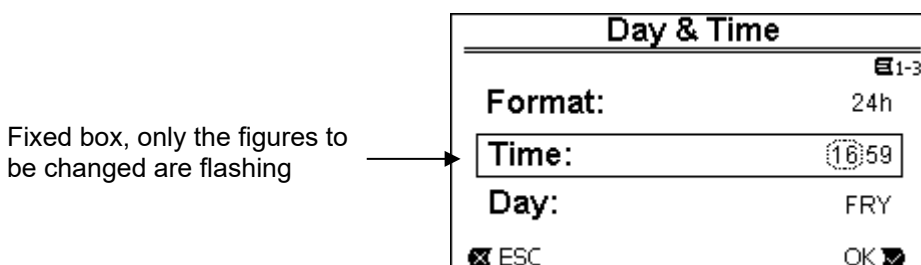 Day & Time
1-3
Format: 24h
Fixed box, only the figures to
be changed are flashing
Time: 16:59
Day: FRY
ESC OK